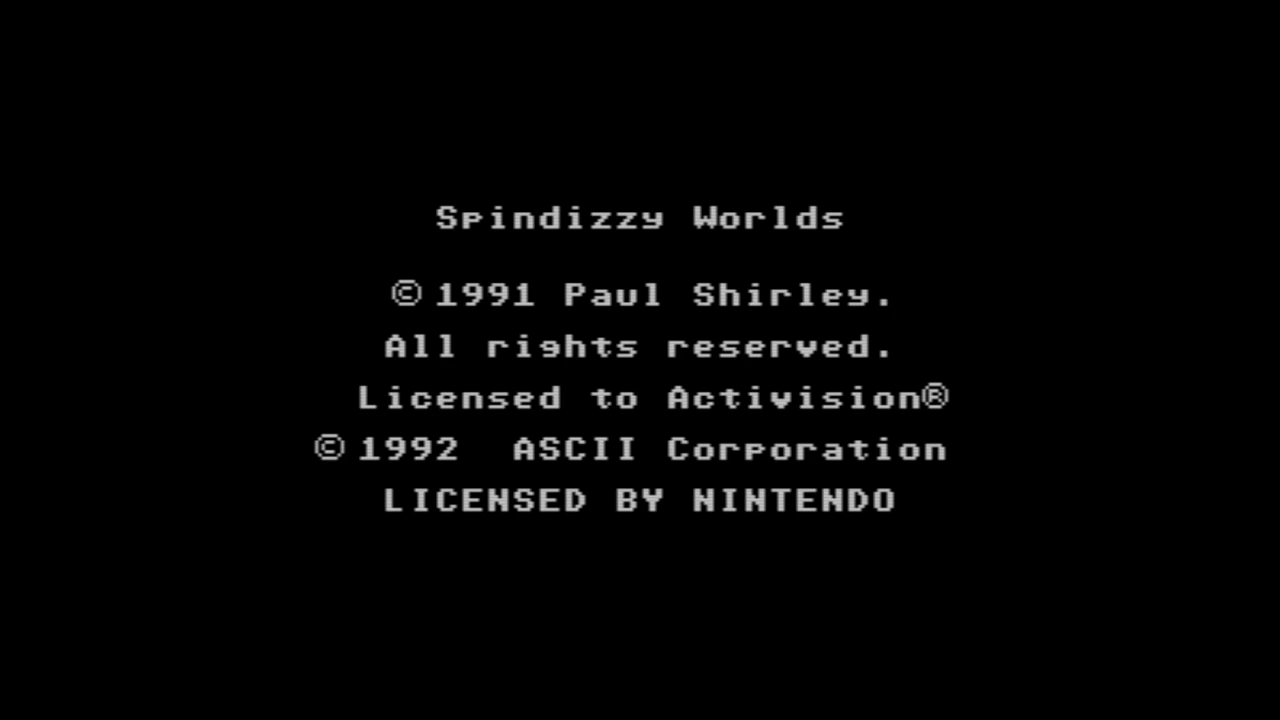 Spindizzy Worlds
© 1991 Paul Shirley.
All rights reserved.
Licensed to Activision®
© 1992 ASCII Corporation
LICENSED BY NINTENDO